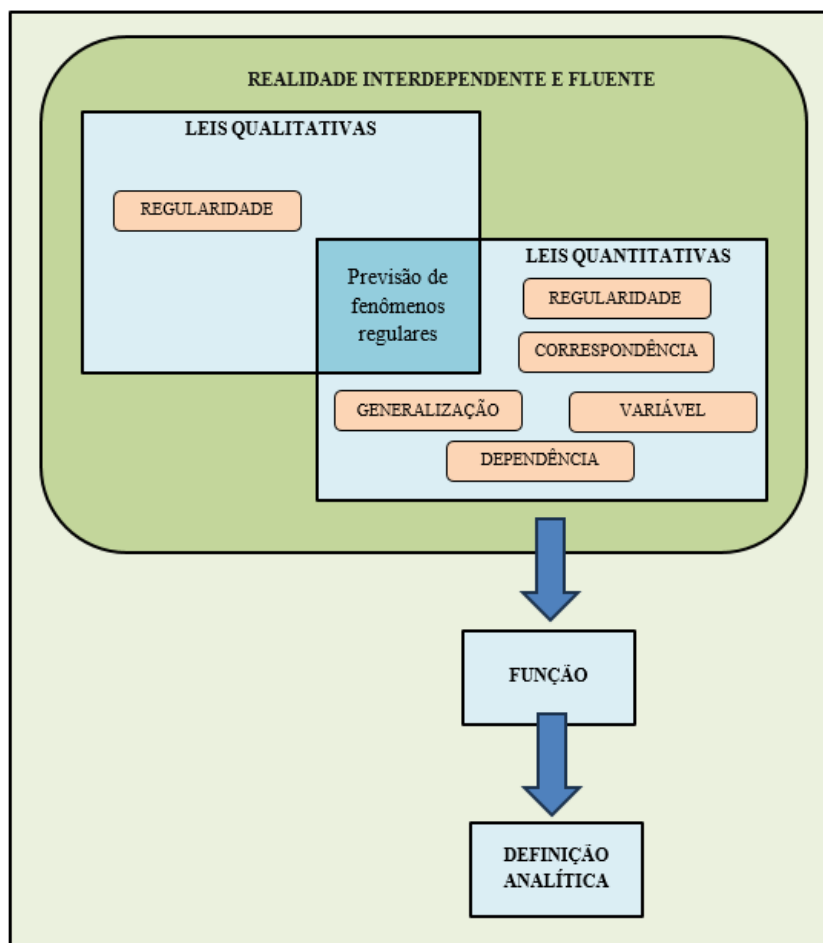 REALIDADE INTERDEPENDENTE E FLUENTE
LEIS QUALITATIVAS
REGULARIDADE
Previsão de
fenômenos
regulares
LEIS QUANTITATIVAS
REGULARIDADE
CORRESPONDÊNCIA
GENERALIZAÇÃO
VARIÁVEL
DEPENDÊNCIA
FUNÇÃO
DEFINIÇÃO
ANALÍTICA